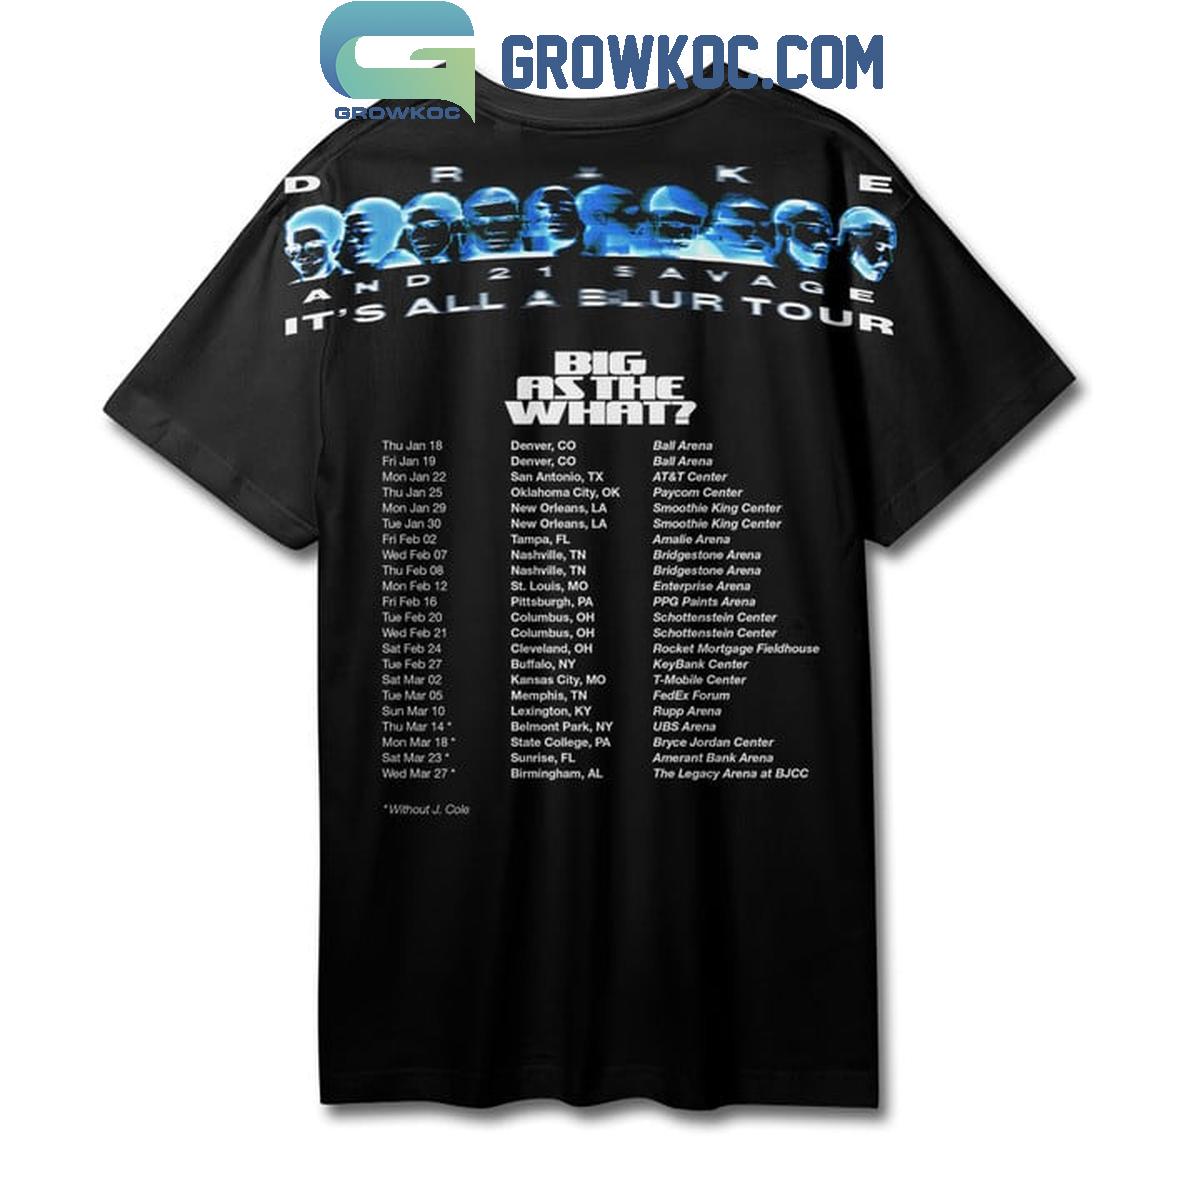 GROWKOC.COM
GROWKOC
DRAKE
AND 21 SAVAGE
IT'S ALL A BLUR TOUR
BIG
AS THE
WHAT?
Thu Jan 18 Denver, CO Ball Arena
Fri Jan 19 Denver, CO Ball Arena
Mon Jan 22 San Antonio, TX AT&T Center
Thu Jan 25 Oklahoma City, OK Paycom Center
Mon Jan 29 New Orleans, LA Smoothie King Center
Tue Jan 30 New Orleans, LA Smoothie King Center
Fri Feb 02 Tampa, FL Amalie Arena
Wed Feb 07 Nashville, TN Bridgestone Arena
Thu Feb 08 Nashville, TN Bridgestone Arena
Mon Feb 12 St. Louis, MO Enterprise Arena
Fri Feb 16 Pittsburgh, PA PPG Paints Arena
Tue Feb 20 Columbus, OH Schottenstein Center
Wed Feb 21 Columbus, OH Schottenstein Center
Sat Feb 24 Cleveland, OH Rocket Mortgage Fieldhouse
Tue Feb 27 Buffalo, NY KeyBank Center
Sat Mar 02 Kansas City, MO T-Mobile Center
Tue Mar 05 Memphis, TN FedEx Forum
Sun Mar 10 Lexington, KY Rupp Arena
Thu Mar 14 * Belmont Park, NY UBS Arena
Mon Mar 18 * State College, PA Bryce Jordan Center
Sat Mar 23 * Sunrise, FL Amerant Bank Arena
Wed Mar 27 * Birmingham, AL The Legacy Arena at BJCC
*Without J. Cole